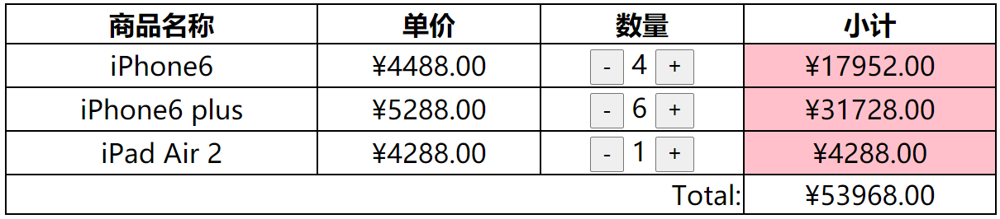 商品名称 单价 数量 小计
iPhone6 ¥4488.00 - 4 + ¥17952.00
iPhone6 plus ¥5288.00 - 6 + ¥31728.00
iPad Air 2 ¥4288.00 - 1 + ¥4288.00
Total: ¥53968.00